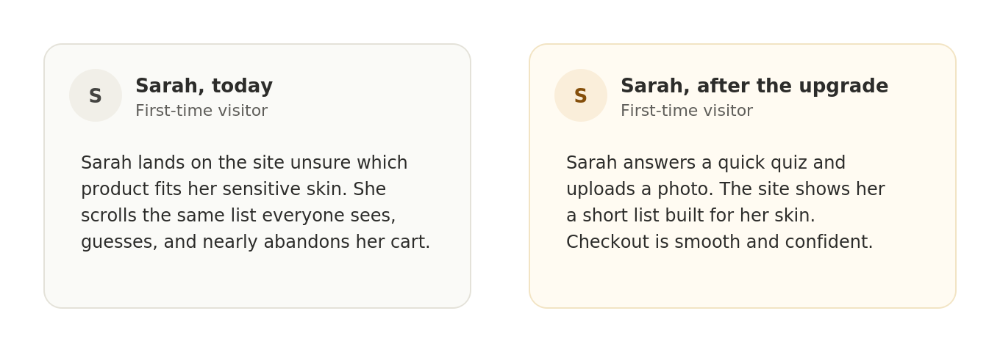 S
Sarah, today
First-time visitor
Sarah lands on the site unsure which
product fits her sensitive skin. She
scrolls the same list everyone sees,
guesses, and nearly abandons her cart.
S
Sarah, after the upgrade
First-time visitor
Sarah answers a quick quiz and
uploads a photo. The site shows her
a short list built for her skin.
Checkout is smooth and confident.